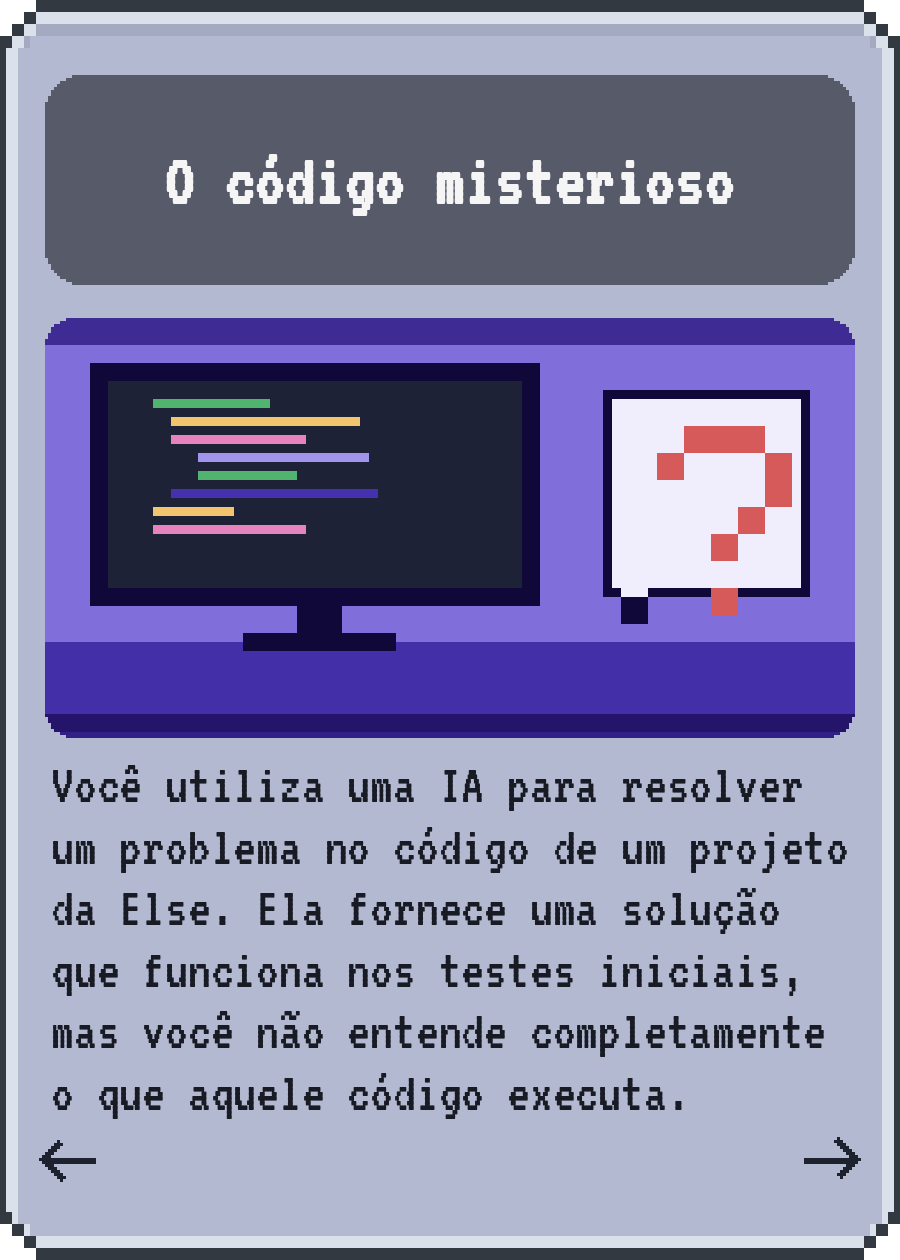 O código misterioso
Você utiliza uma IA para resolver
um problema no código de um projeto
da Else. Ela fornece uma solução
que funciona nos testes iniciais,
mas você não entende completamente
o que aquele código executa.